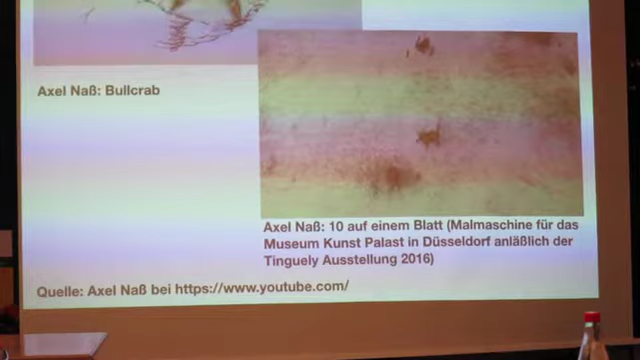 Axel Naß: Bullcrab
Axel Naß: 10 auf einem Blatt (Malmaschine für das
Museum Kunst Palast in Düsseldorf anläßlich der
Tinguely Ausstellung 2016)
Quelle: Axel Naß bei https://www.youtube.com/